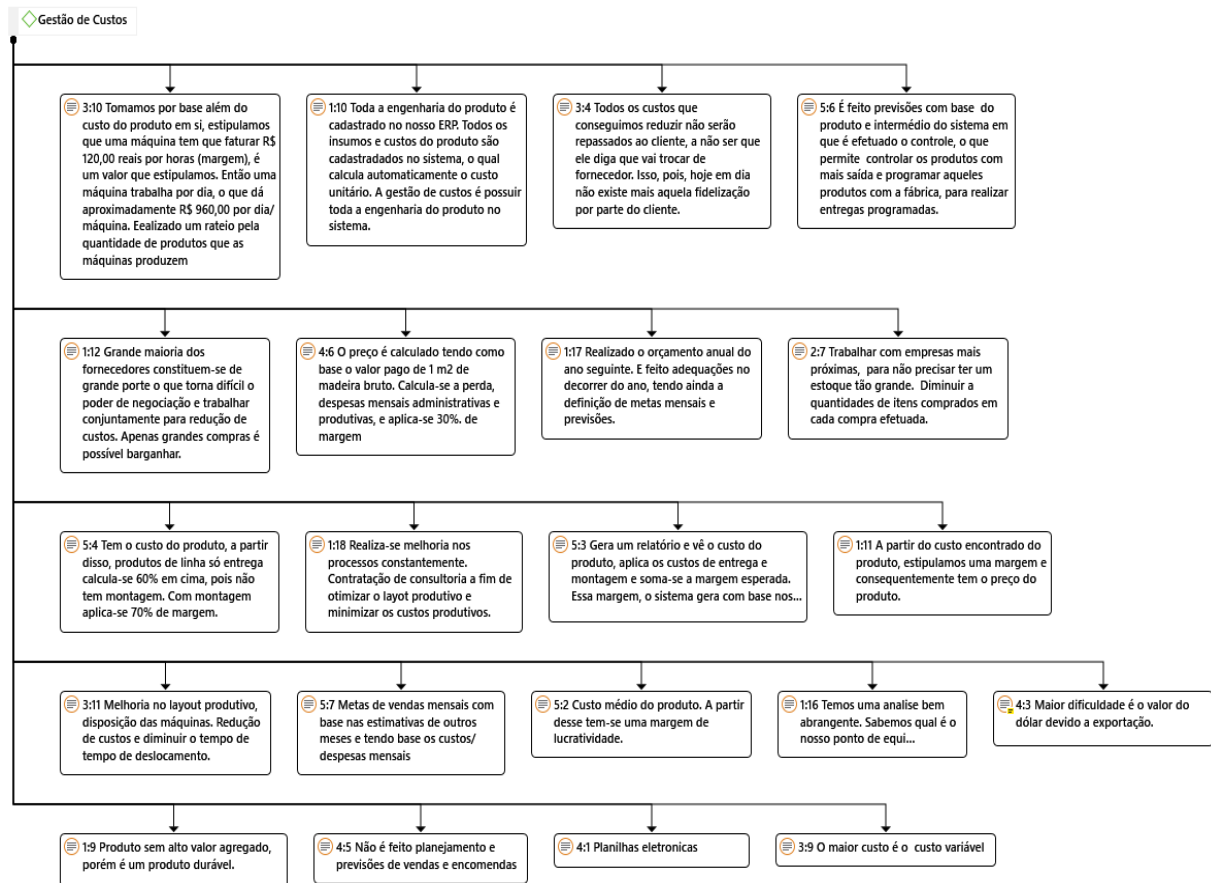 Gestão de Custos
3:10 Tomamos por base além do
custo do produto em si, estipulamos
que uma máquina tem que faturar R$
120,00 reais por horas (margem), é
um valor que estipulamos. Então uma
máquina trabalha por dia, o que dá
aproximadamente R$ 960,00 por dia/
máquina. Eealizado um rateio pela
quantidade de produtos que as
máquinas produzem
1:10 Toda a engenharia do produto é
cadastrado no nosso ERP. Todos os
insumos e custos do produto são
cadastradados no sistema, o qual
calcula automaticamente o custo
unitário. A gestão de custos é possuir
toda a engenharia do produto no
sistema.
3:4 Todos os custos que
conseguimos reduzir não serão
repassados ao cliente, a não ser que
ele diga que vai trocar de
fornecedor. Isso, pois, hoje em dia
não existe mais aquela fidelização
por parte do cliente.
5:6 É feito previsões com base  do
produto e intermédio do sistema em
que é efetuado o controle, o que
permite  controlar os produtos com
mais saída e programar aqueles
produtos com a fábrica, para realizar
entregas programadas.
1:12 Grande maioria dos
fornecedores constituem-se de
grande porte o que torna difícil o
poder de negociação e trabalhar
conjuntamente para redução de
custos. Apenas grandes compras é
possível barganhar.
4:6 O preço é calculado tendo como
base o valor pago de 1 m2 de
madeira bruto. Calcula-se a perda,
despesas mensais administrativas e
produtivas, e aplica-se 30%. de
margem
1:17 Realizado o orçamento anual do
ano seguinte. E feito adequações no
decorrer do ano, tendo ainda a
definição de metas mensais e
previsões.
2:7 Trabalhar com empresas mais
próximas,  para não precisar ter um
estoque tão grande.  Diminuir a
quantidades de itens comprados em
cada compra efetuada.
5:4 Tem o custo do produto, a partir
disso, produtos de linha só entrega
calcula-se 60% em cima, pois não
tem montagem. Com montagem
aplica-se 70% de margem.
1:18 Realiza-se melhoria nos
processos constantemente.
Contratação de consultoria a fim de
otimizar o layot produtivo e
minimizar os custos produtivos.
5:3 Gera um relatório e vê o custo do
produto, aplica os custos de entrega e
montagem e soma-se a margem esperada.
Essa margem, o sistema gera com base nos...
1:11 A partir do custo encontrado do
produto, estipulamos uma margem e
consequentemente tem o preço do
produto.
3:11 Melhoria no layout produtivo,
disposição das máquinas. Redução
de custos e diminuir o tempo de
tempo de deslocamento.
5:7 Metas de vendas mensais com
base nas estimativas de outros
meses e tendo base os custos/
despesas mensais
5:2 Custo médio do produto. A partir
desse tem-se uma margem de
lucratividade.
1:16 Temos uma analise bem
abrangente. Sabemos qual é o
nosso ponto de equi...
4:3 Maior dificuldade é o valor do
dólar devido a exportação.
1:9 Produto sem alto valor agregado,
porém é um produto durável.
4:5 Não é feito planejamento e
previsões de vendas e encomendas
4:1 Planilhas eletronicas
3:9 O maior custo é o  custo variável